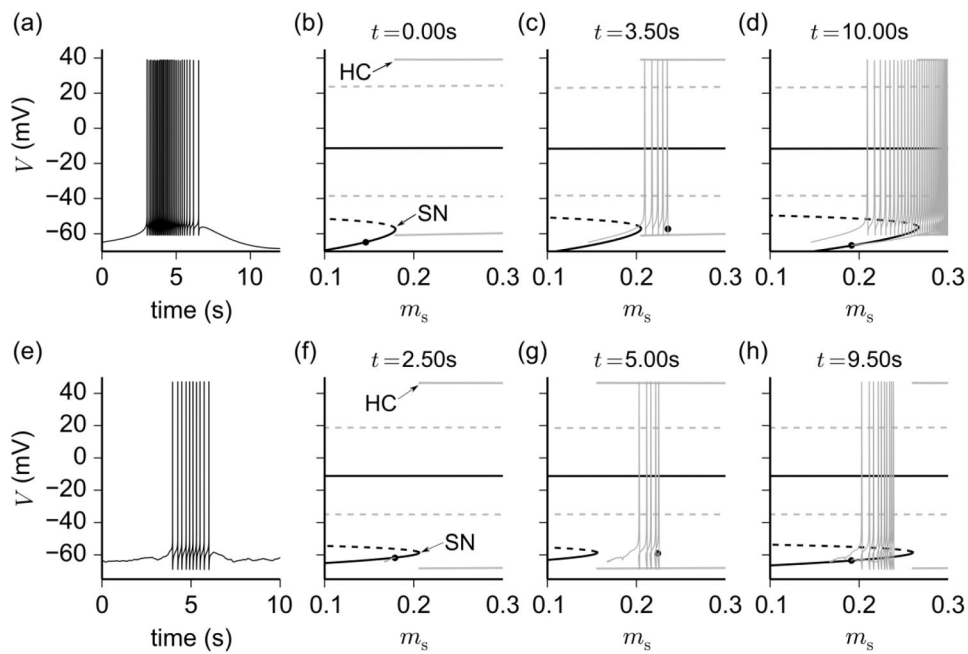 (a)
V (mV)
40
20
0
−20
−40
−60
0
5
10
time (s)
(b)
t = 0.00s
HC
SN
0.1
0.2
0.3
m_s
(c)
t = 3.50s
0.1
0.2
0.3
m_s
(d)
t = 10.00s
0.1
0.2
0.3
m_s
(e)
V (mV)
40
20
0
−20
−40
−60
0
5
10
time (s)
(f)
t = 2.50s
HC
SN
0.1
0.2
0.3
m_s
(g)
t = 5.00s
0.1
0.2
0.3
m_s
(h)
t = 9.50s
0.1
0.2
0.3
m_s